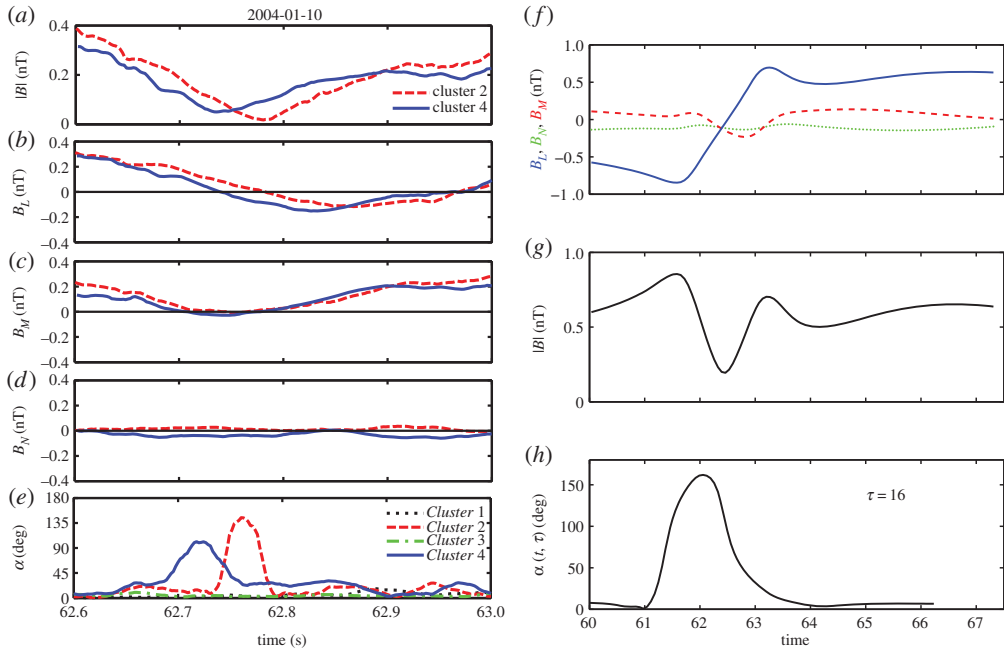 2004-01-10
(a)
0.4
0.2
0
|B| (nT)
cluster 2
cluster 4
(b)
0.4
0.2
0
−0.2
−0.4
B_L (nT)
(c)
0.4
0.2
0
−0.2
−0.4
B_M (nT)
(d)
0.4
0.2
0
−0.2
−0.4
B_N (nT)
(e)
180
135
90
45
0
α(deg)
Cluster 1
Cluster 2
Cluster 3
Cluster 4
62.6 62.7 62.8 62.9 63.0
time (s)
(f)
1.0
0.5
0
−0.5
−1.0
B_L, B_N, B_M (nT)
(g)
1.0
0.5
0
|B| (nT)
(h)
150
100
50
0
α (t, τ) (deg)
τ = 16
60 61 62 63 64 65 66 67
time